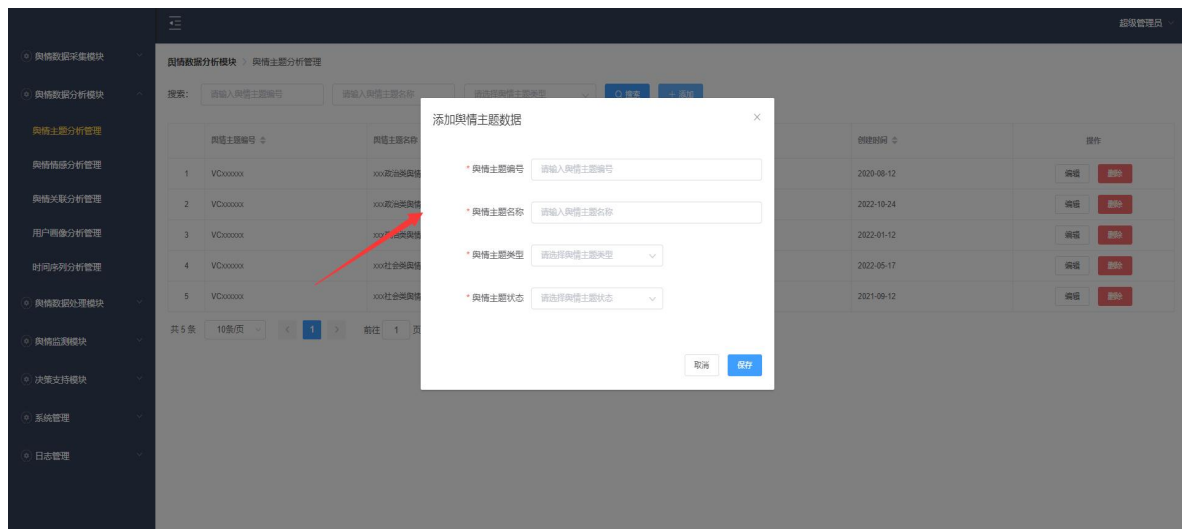 超级管理员
舆情数据采集模块
舆情数据分析模块
舆情主题分析管理
舆情情感分析管理
舆情关联分析管理
用户画像分析管理
时间序列分析管理
舆情数据处理模块
舆情监测模块
决策支持模块
系统管理
日志管理
舆情数据分析模块 > 舆情主题分析管理
搜索: 请输入舆情主题编号 请输入舆情主题名称 请选择舆情主题类型 搜索 + 添加
舆情主题编号 舆情主题名称 创建时间 操作
1 VCxxxxxx xxx政治类舆情 2020-08-12 编辑 删除
2 VCxxxxxx xxx政治类舆情 2022-10-24 编辑 删除
3 VCxxxxxx 2022-01-12 编辑 删除
4 VCxxxxxx xxx社会类舆情 2022-05-17 编辑 删除
5 VCxxxxxx xxx社会类舆情 2021-09-12 编辑 删除
共 5 条 10条/页 < 1 > 前往 1 页
添加舆情主题数据
* 舆情主题编号 请输入舆情主题编号
* 舆情主题名称 请输入舆情主题名称
* 舆情主题类型 请选择舆情主题类型
* 舆情主题状态 请选择舆情主题状态
取消 保存